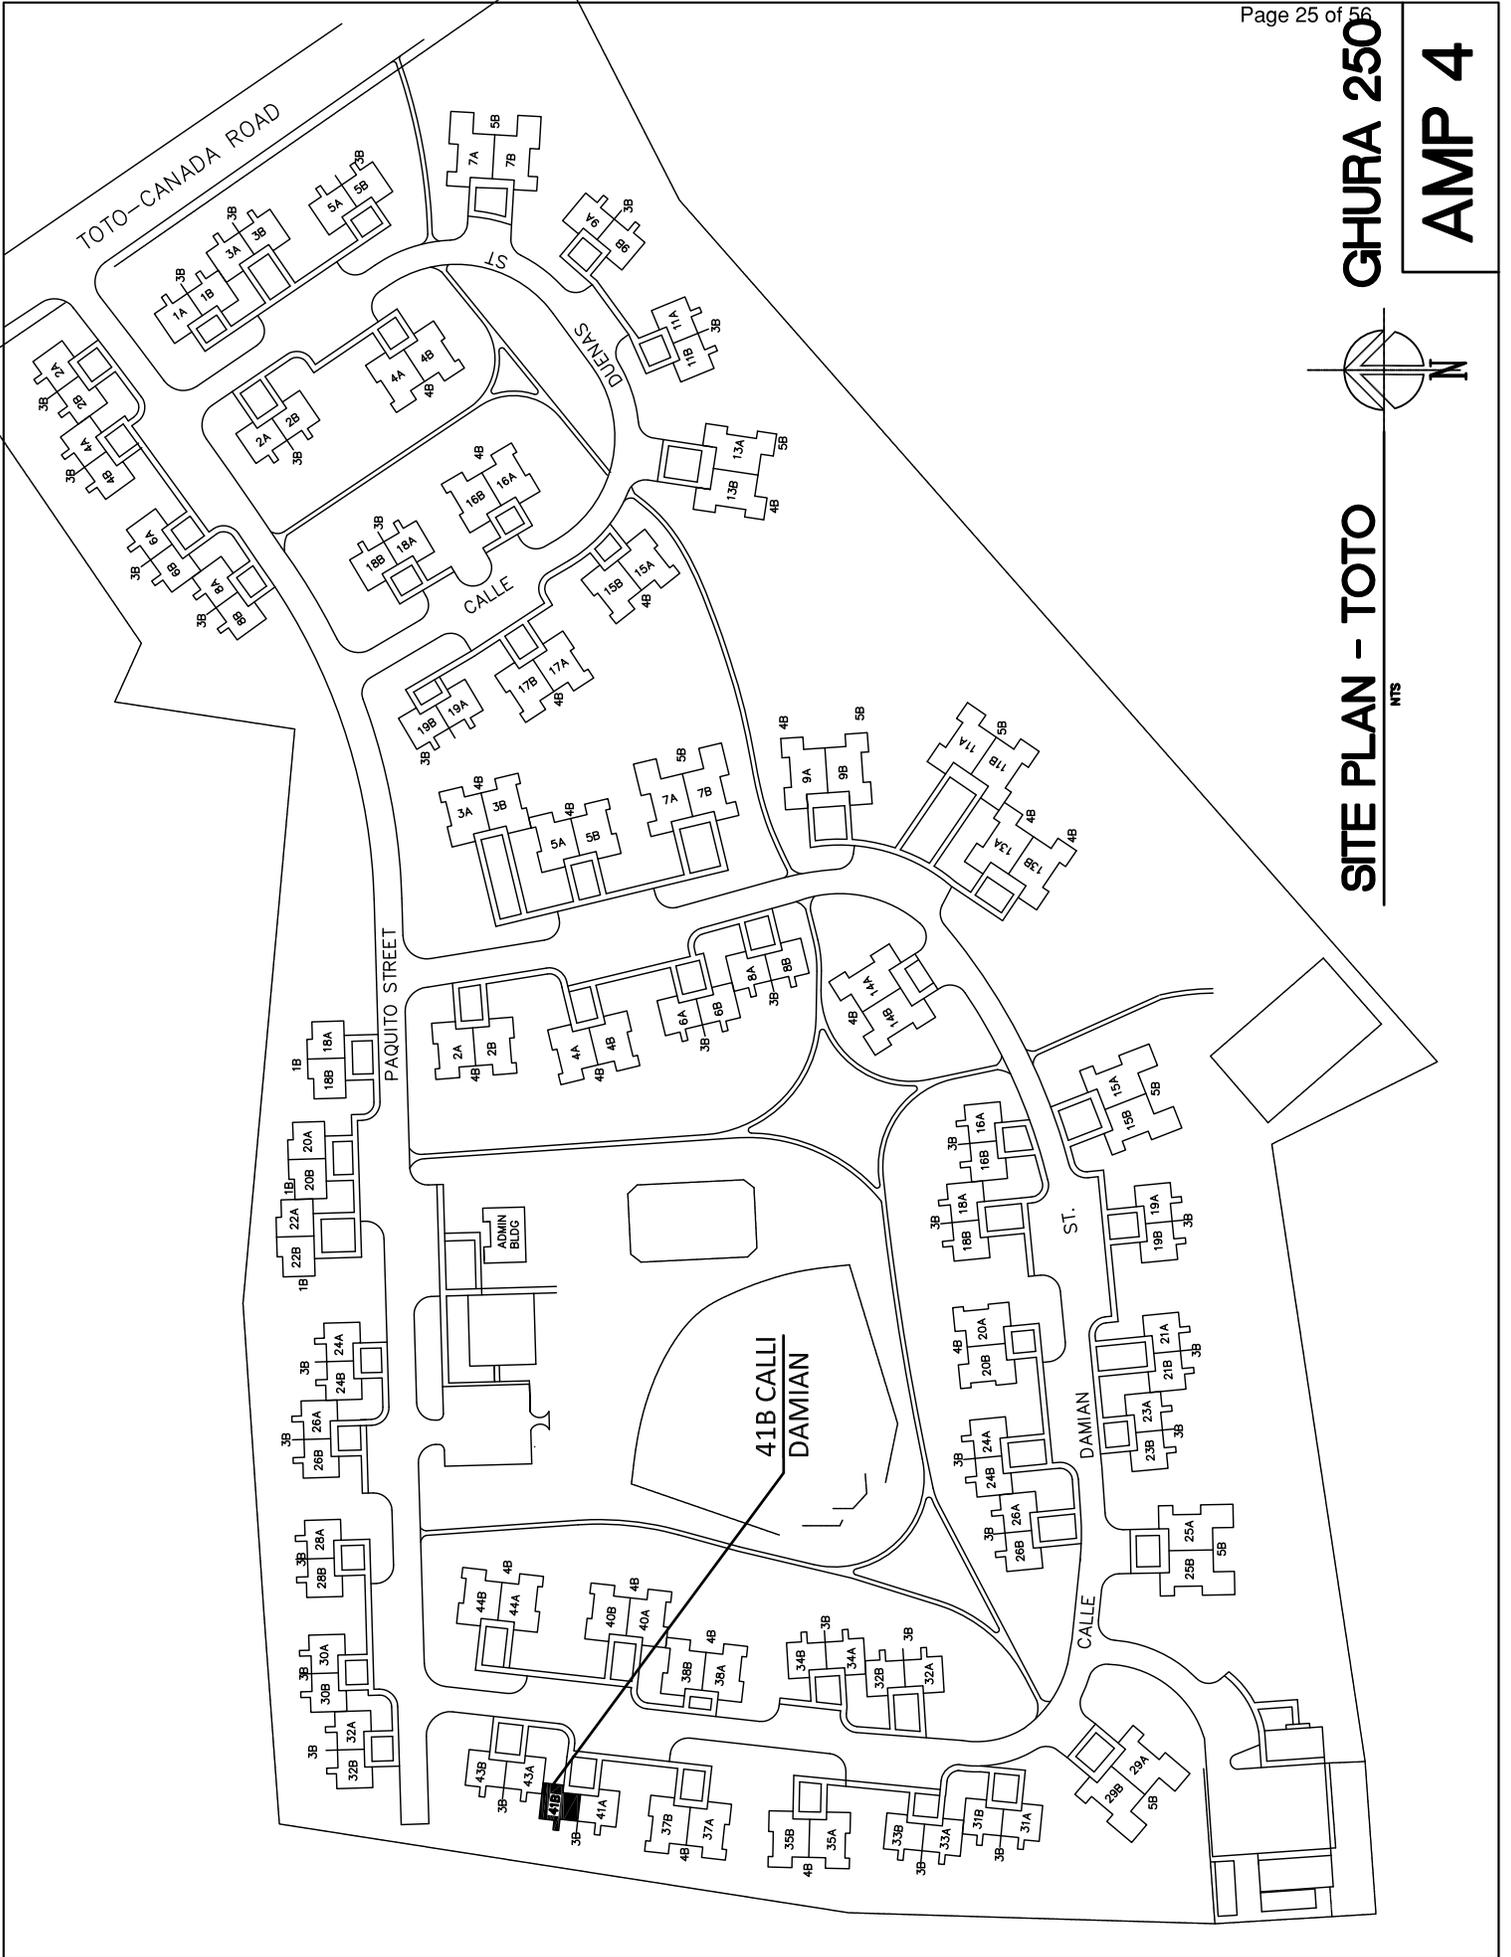 Page 25 of 56
GHURA 250
AMP 4
SITE PLAN - TOTO
NTS
N
TOTO-CANADA ROAD
1A
1B
3B
3A
3B
3B
5A
5B
3B
7A
7B
5B
9A
9B
3B
11A
11B
3B
13A
13B
5B
4B
2A
2B
3B
4A
4B
3B
6A
6B
3B
8A
8B
3B
2A
2B
3B
4A
4B
4B
16B
16A
4B
18B
18A
3B
15B
15A
4B
17B
17A
4B
19B
19A
3B
CALLE
DUENAS
ST
3A
3B
4B
5A
5B
4B
7A
7B
5B
9A
9B
4B
5B
11A
11B
5B
13A
13B
4B
4B
PAQUITO STREET
2A
2B
4B
4A
4B
4B
6A
6B
3B
8A
8B
3B
14A
14B
4B
15A
15B
5B
18A
18B
1B
20A
20B
1B
22A
22B
1B
24A
24B
3B
26A
26B
3B
28A
28B
3B
30A
30B
3B
32A
32B
3B
ADMIN
BLDG
41B CALLI
DAMIAN
16A
16B
3B
18A
18B
3B
20A
20B
4B
24A
24B
3B
26A
26B
3B
CALLE
DAMIAN
ST.
19A
19B
3B
21A
21B
3B
23A
23B
3B
25A
25B
5B
29A
29B
5B
44B
44A
4B
40B
40A
4B
38B
38A
4B
34B
34A
3B
32B
32A
3B
43B
43A
3B
41B
41A
3B
37B
37A
4B
35B
35A
4B
33B
33A
3B
31B
31A
3B